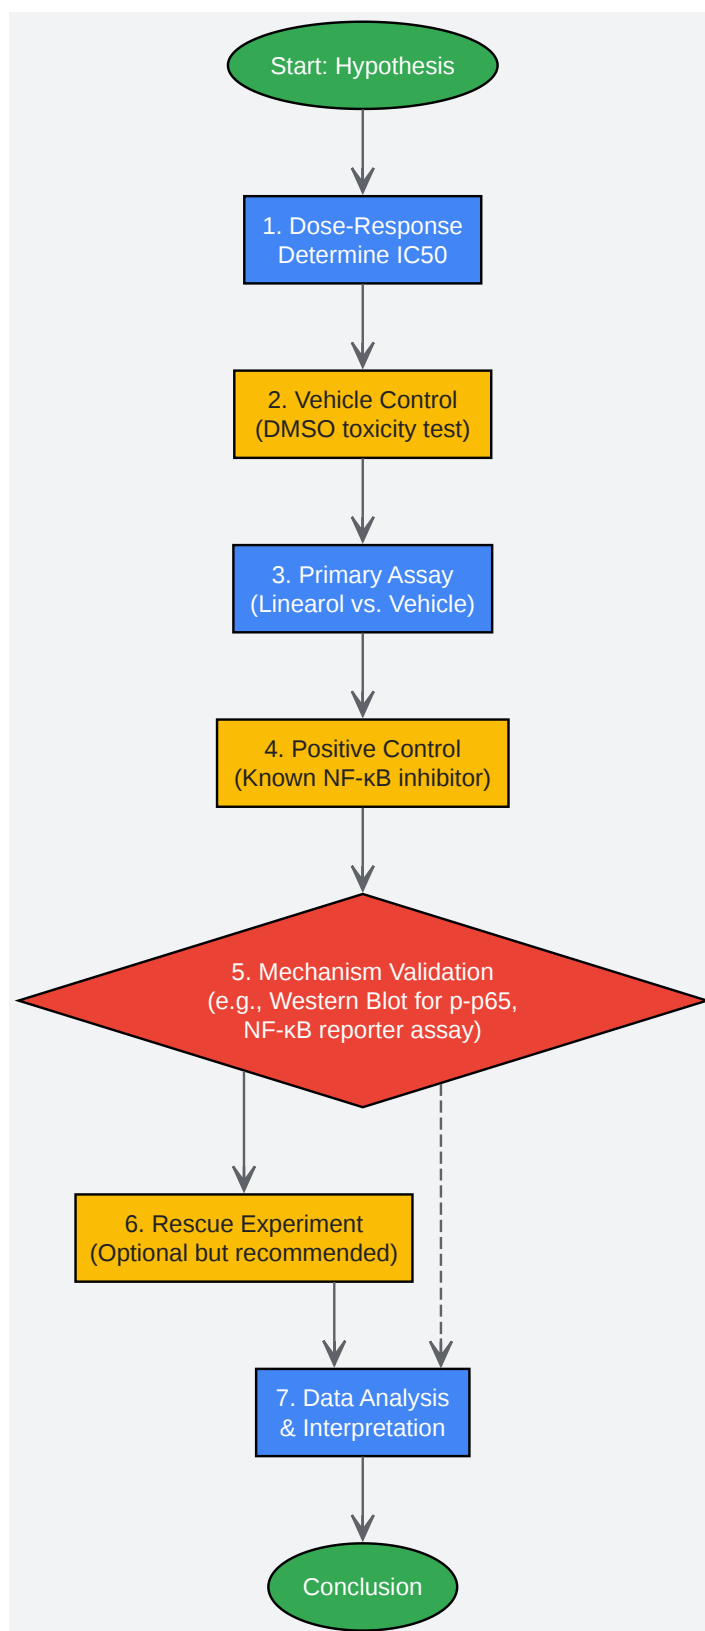 Start: Hypothesis
1. Dose-Response
Determine IC50
2. Vehicle Control
(DMSO toxicity test)
3. Primary Assay
(Linearol vs. Vehicle)
4. Positive Control
(Known NF-κB inhibitor)
5. Mechanism Validation
(e.g., Western Blot for p-p65,
NF-κB reporter assay)
6. Rescue Experiment
(Optional but recommended)
7. Data Analysis
& Interpretation
Conclusion